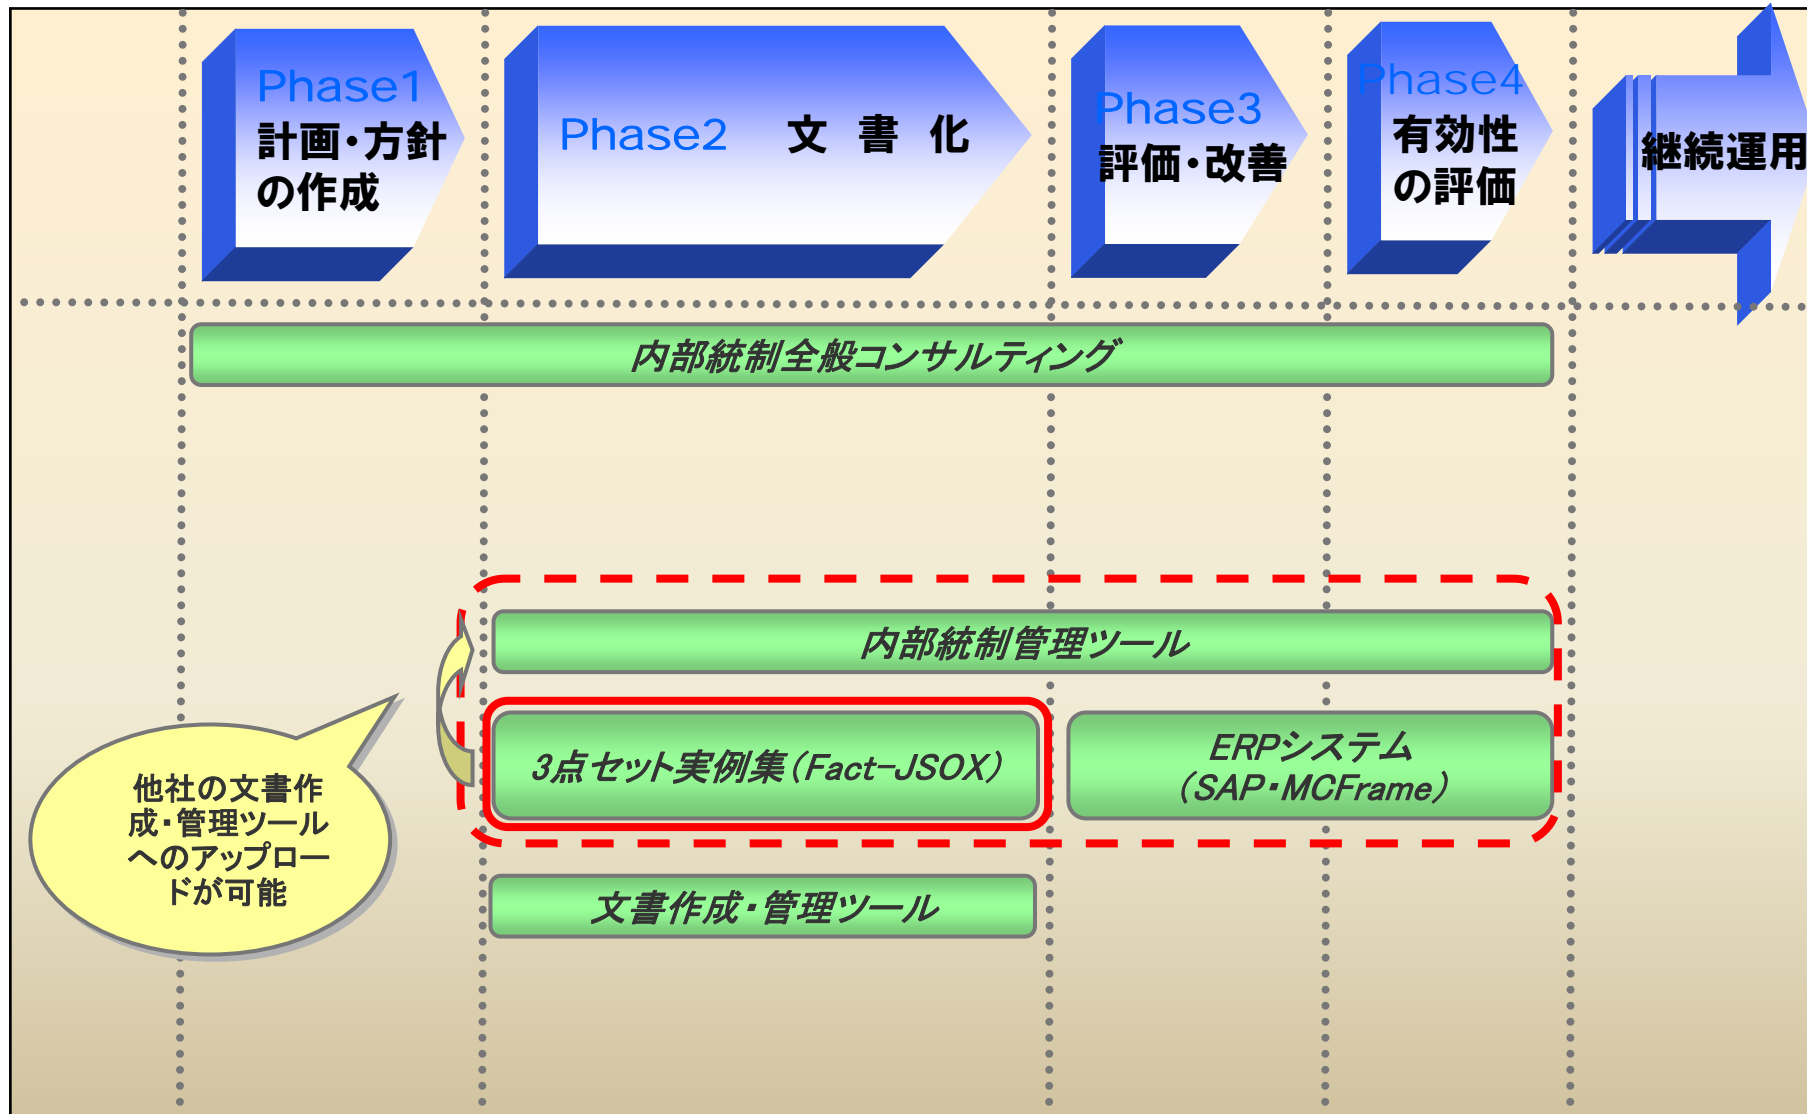 Phase1
計画・方針
の作成
Phase2　文 書 化
Phase3
評価・改善
Phase4
有効性
の評価
継続運用
内部統制全般コンサルティング
内部統制管理ツール
3点セット実例集(Fact-JSOX)
ERPシステム
(SAP・MCFrame)
他社の文書作
成・管理ツール
へのアップロー
ドが可能
文書作成・管理ツール